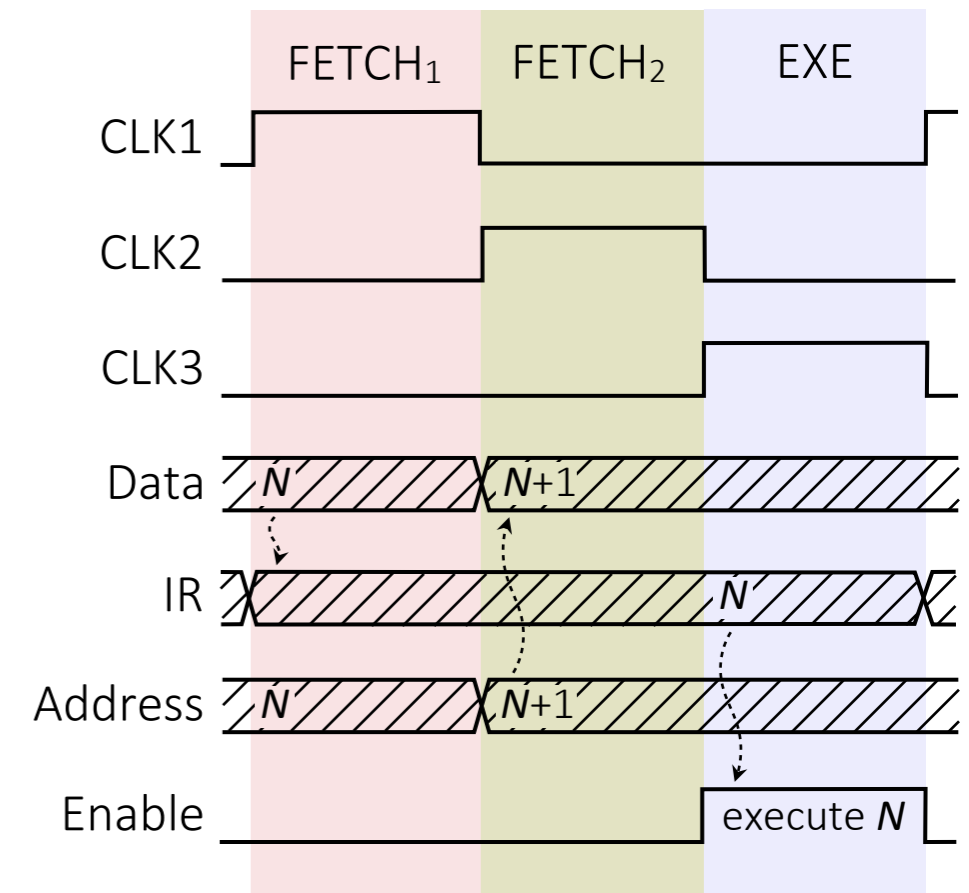 FETCH₁ FETCH₂ EXE
CLK1
CLK2
CLK3
Data N N+1
IR N
Address N N+1
Enable execute N